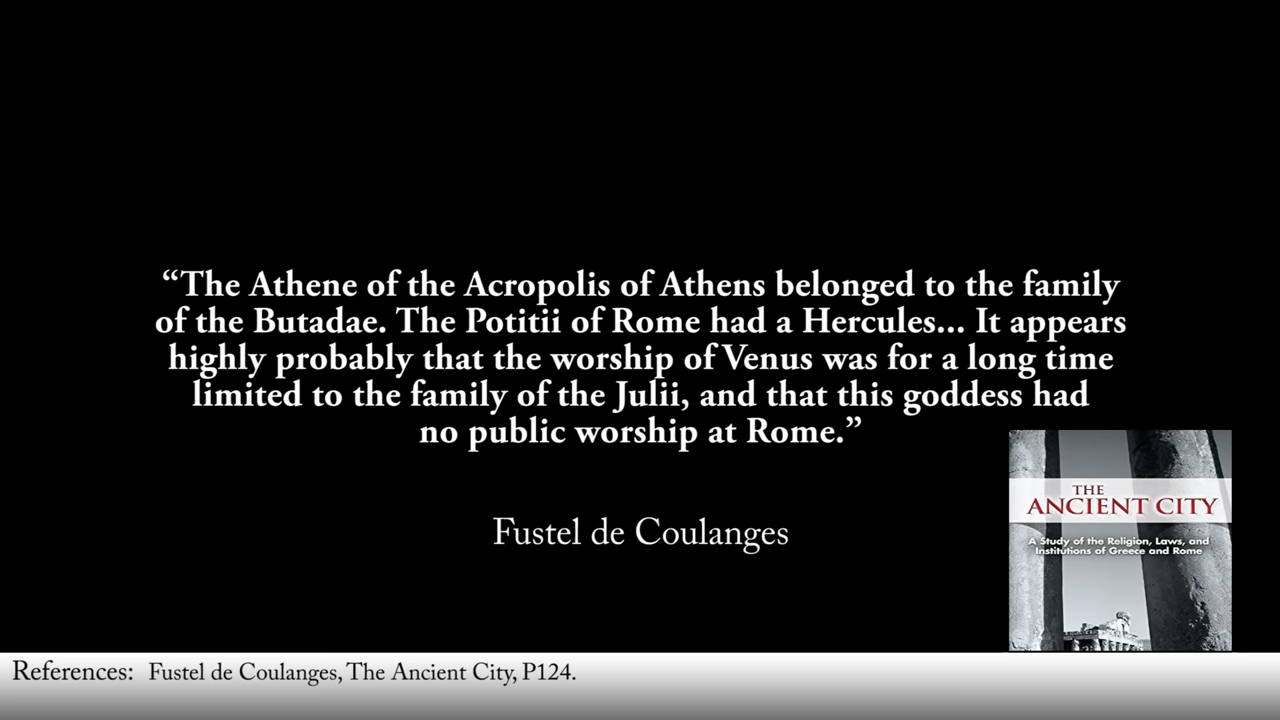 “The Athene of the Acropolis of Athens belonged to the family
of the Butadae. The Potitii of Rome had a Hercules... It appears
highly probably that the worship of Venus was for a long time
limited to the family of the Julii, and that this goddess had
no public worship at Rome.”
Fustel de Coulanges
THE
ANCIENT CITY
A Study of the Religion, Laws, and
Institutions of Greece and Rome
References: Fustel de Coulanges, The Ancient City, P124.